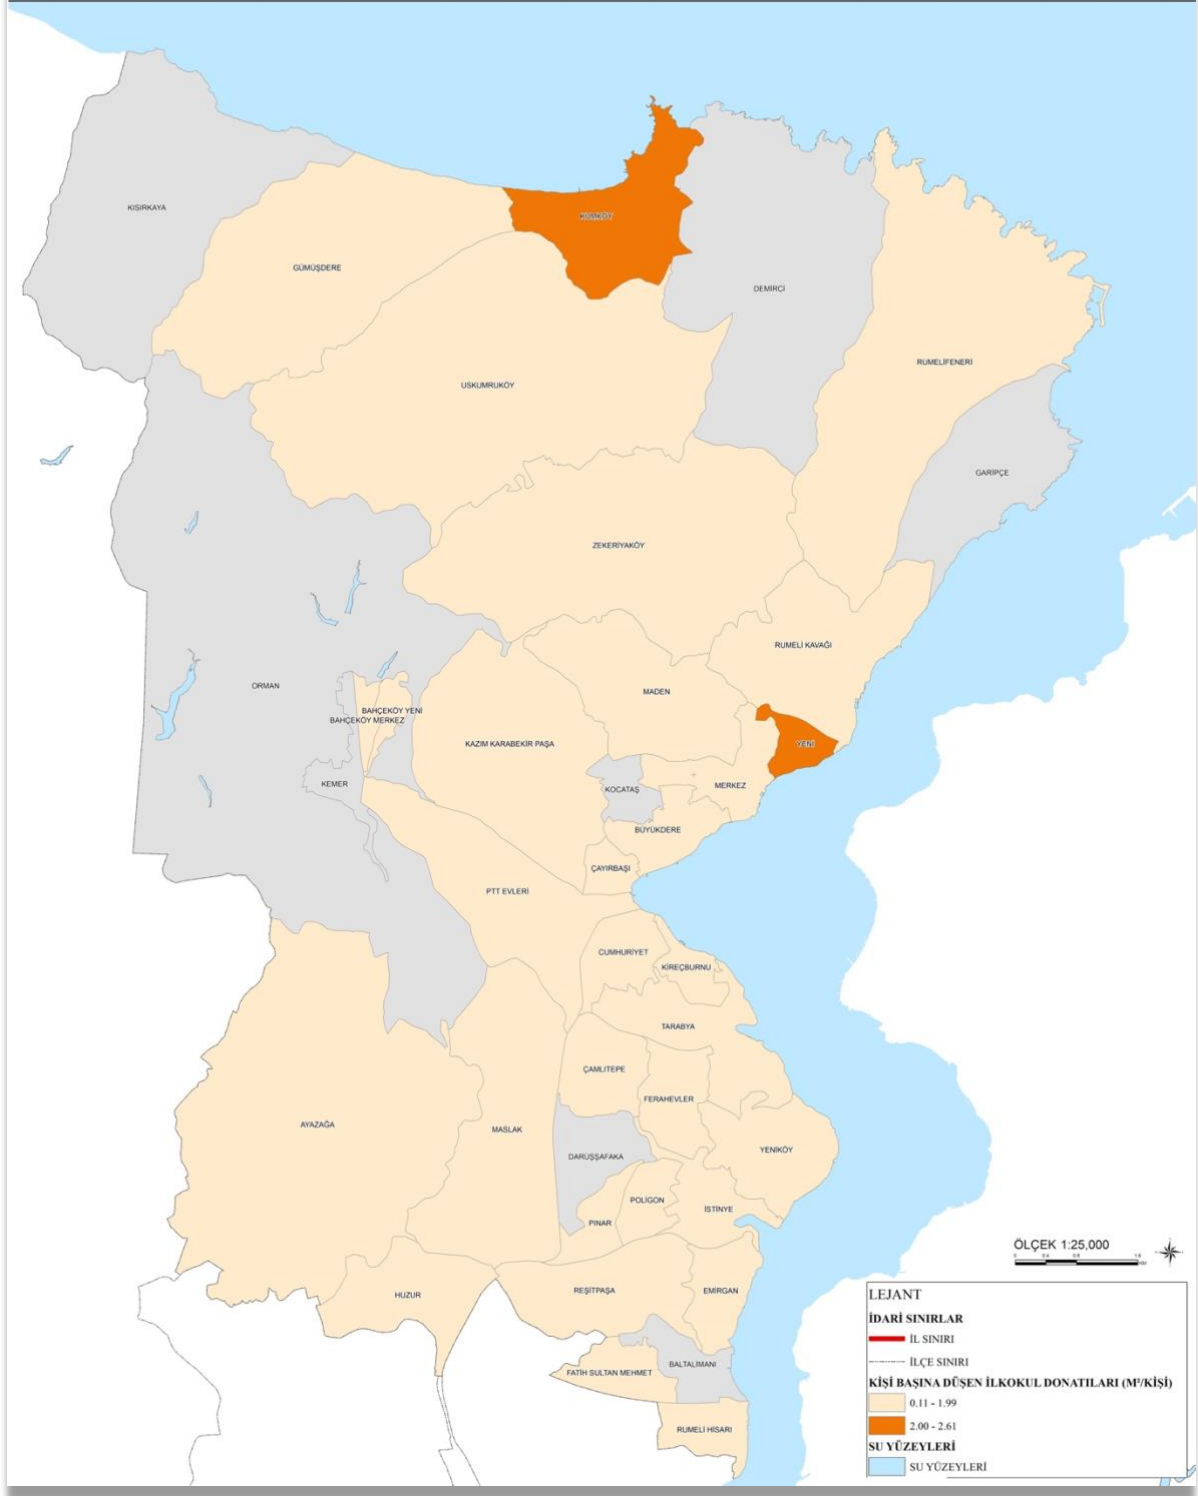 KISIRKAYA
KUMKÖY
GÜMÜŞDERE
DEMİRCİ
RUMELİFENERİ
USKUMRUKÖY
GARİPÇE
ZEKERİYAKÖY
RUMELİ KAVAĞI
ORMAN
MADEN
BAHÇEKÖY YENİ
BAHÇEKÖY MERKEZ
KAZIM KARABEKİR PAŞA
YENİ
KEMER
KOCATAŞ
MERKEZ
BÜYÜKDERE
ÇAYIRBAŞI
PTT EVLERİ
CUMHURİYET
KİREÇBURNU
TARABYA
ÇAMLITEPE
FERAHEVLER
AYAZAĞA
MASLAK
YENİKÖY
DARUŞŞAFAKA
POLİGON
İSTİNYE
PINAR
REŞİTPAŞA
EMİRGAN
HUZUR
BALTALIMANI
FATİH SULTAN MEHMET
RUMELİ HİSARI
ÖLÇEK 1:25,000
LEJANT
İDARİ SINIRLAR
İL SINIRI
İLÇE SINIRI
KİŞİ BAŞINA DÜŞEN İLKOKUL DONATILARI (M²/KİŞİ)
0.11 - 1.99
2.00 - 2.61
SU YÜZEYLERİ
SU YÜZEYLERİ